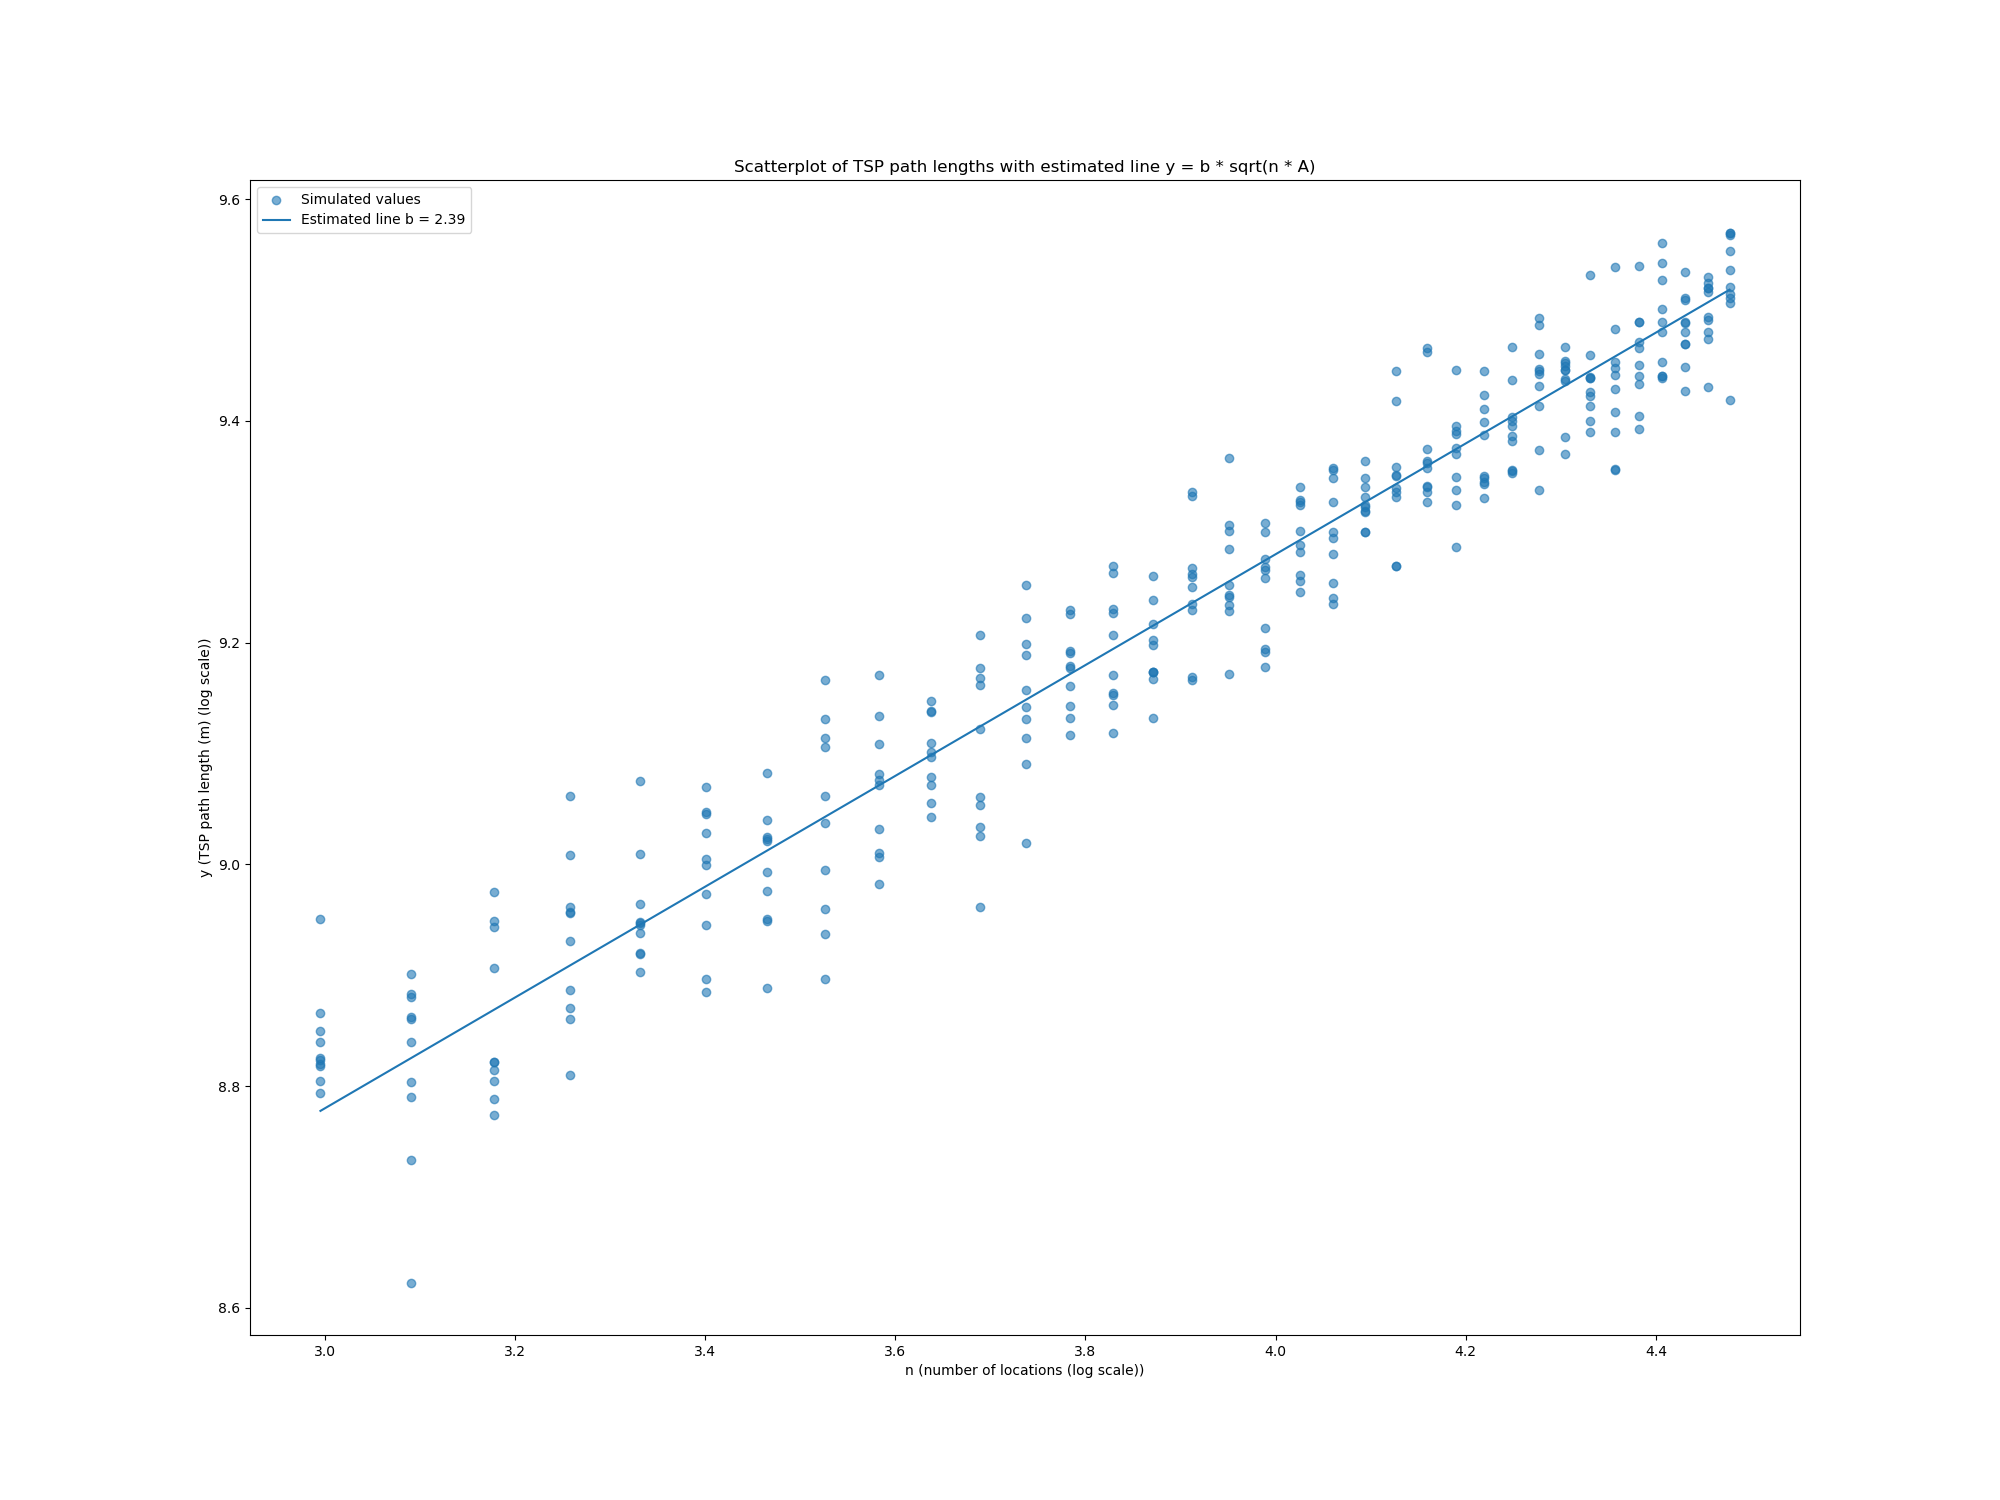 Scatterplot of TSP path lengths with estimated line y = b * sqrt(n * A)
Simulated values
Estimated line b = 2.39
9.6
9.4
9.2
9.0
8.8
8.6
y (TSP path length (m) (log scale))
3.0 3.2 3.4 3.6 3.8 4.0 4.2 4.4
n (number of locations (log scale))